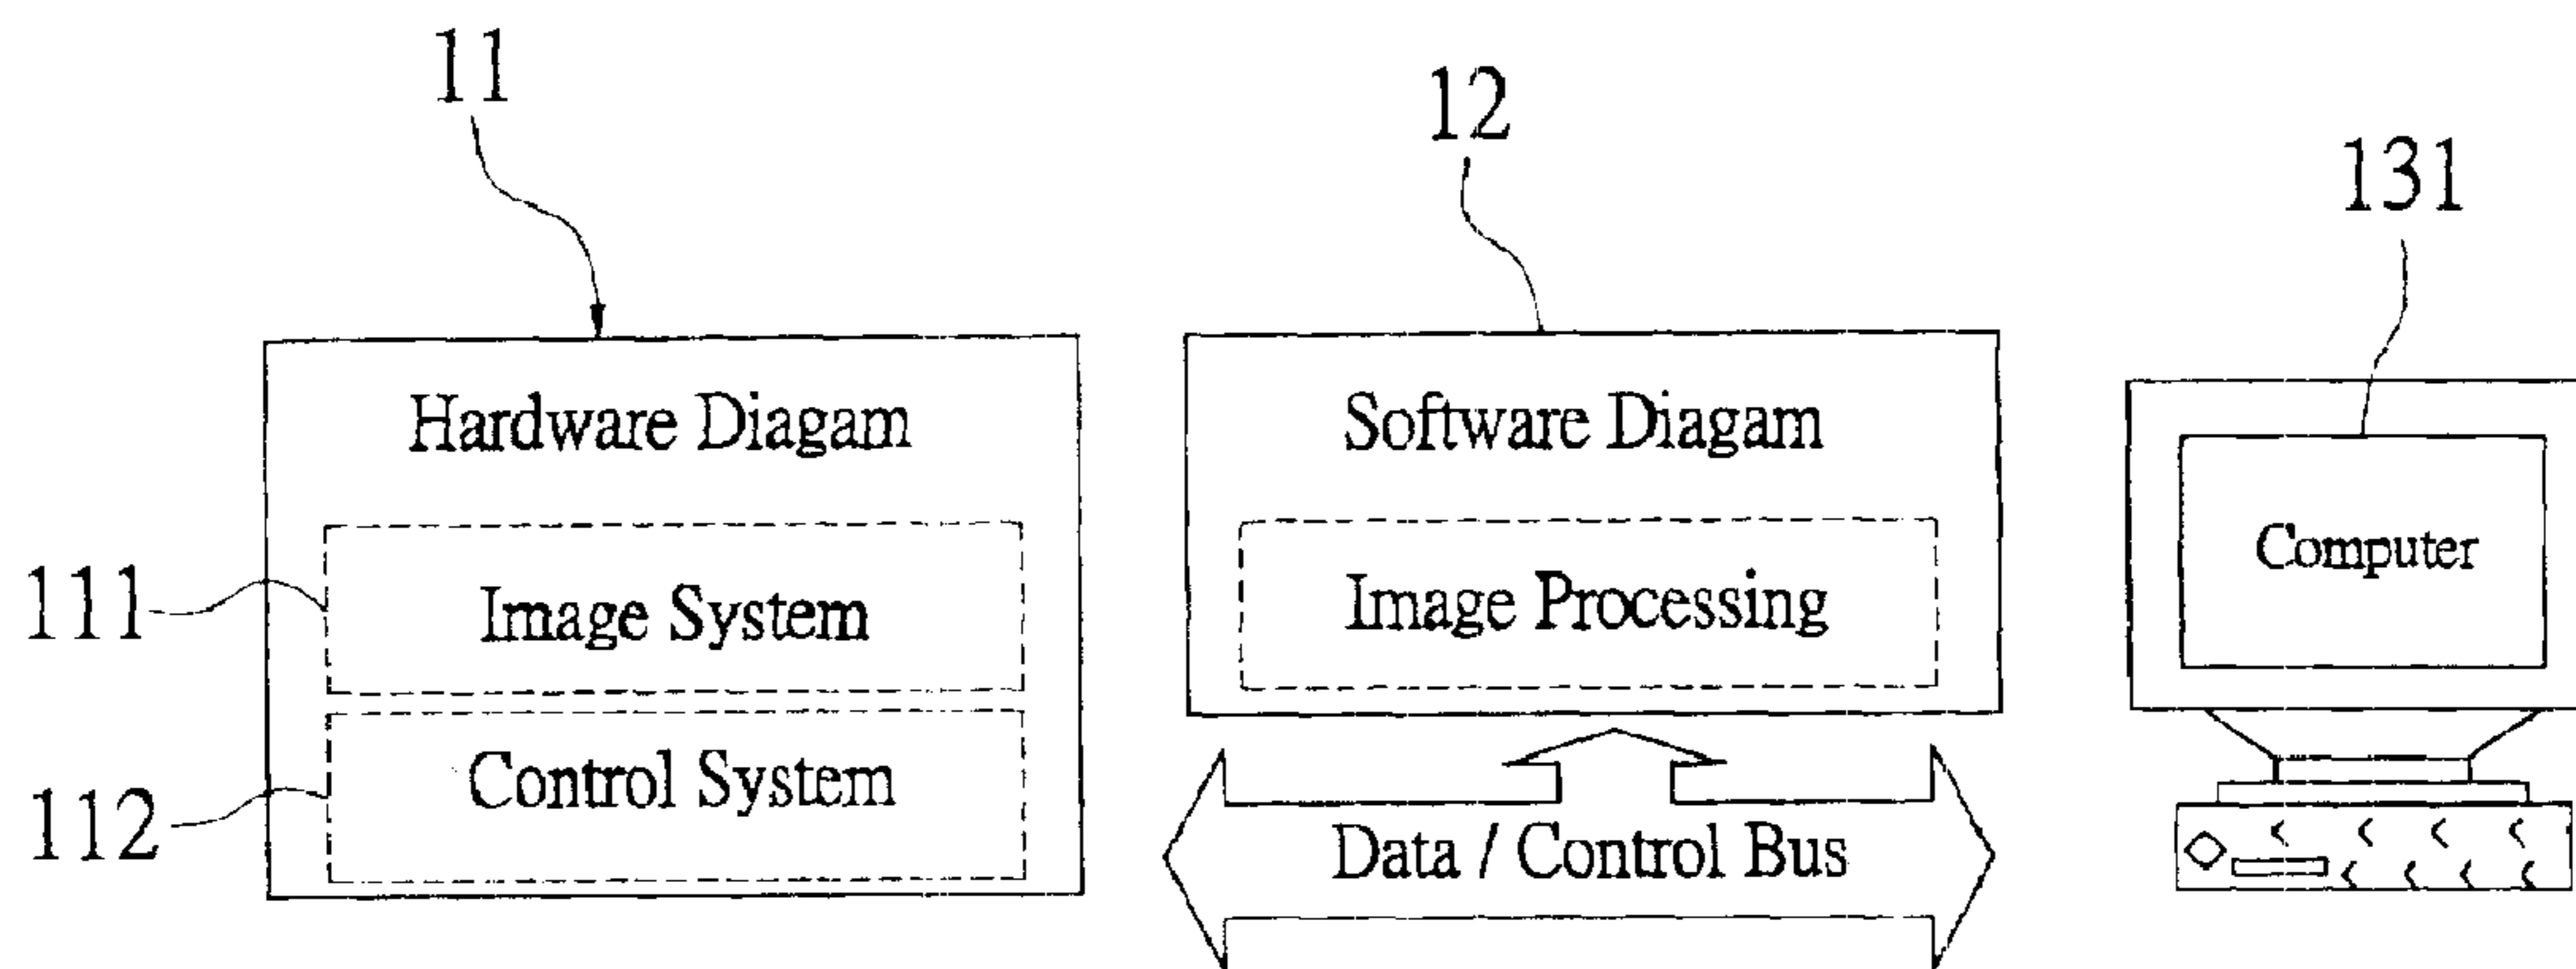 11
12
131
Hardware Diagam
Software Diagam
Computer
111
Image System
Image Processing
112
Control System
Data / Control Bus